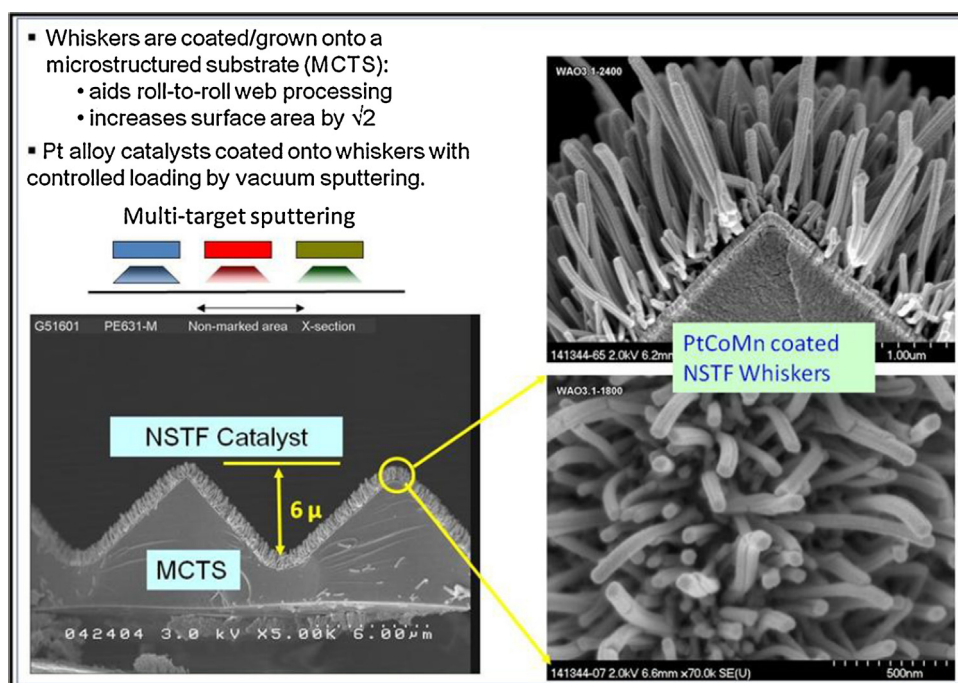 ▪ Whiskers are coated/grown onto a
microstructured substrate (MCTS):
• aids roll-to-roll web processing
• increases surface area by √2
▪ Pt alloy catalysts coated onto whiskers with
controlled loading by vacuum sputtering.
Multi-target sputtering
G51601 PE631-M Non-marked area X-section
NSTF Catalyst
6 µ
MCTS
042404 3.0 kV X5.00K 6.00µm
WAO3.1-2400
141344-65 2.0kV 6.2mm
1.00um
PtCoMn coated
NSTF Whiskers
WAO3.1-1800
141344-07 2.0kV 6.6mm x70.0k SE(U)
500nm